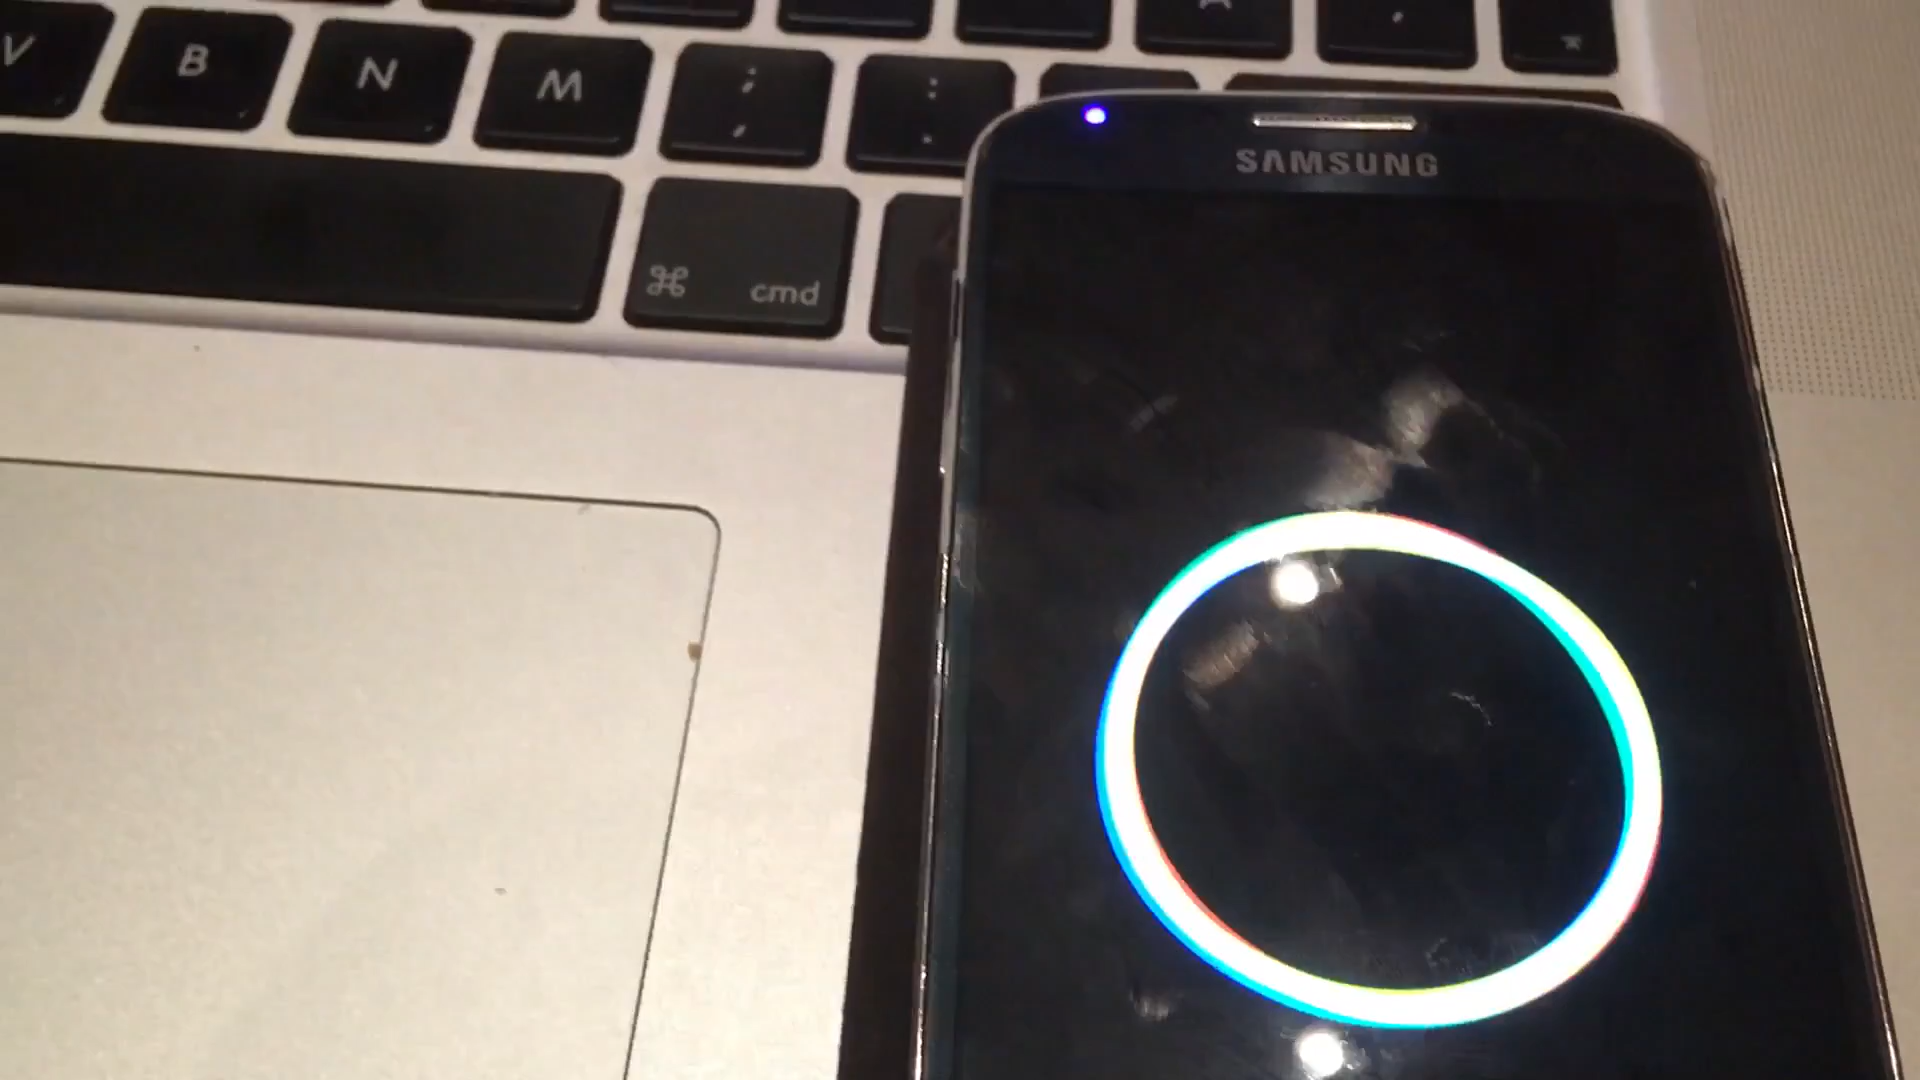 V B N M ; , : .
⌘ cmd
SAMSUNG